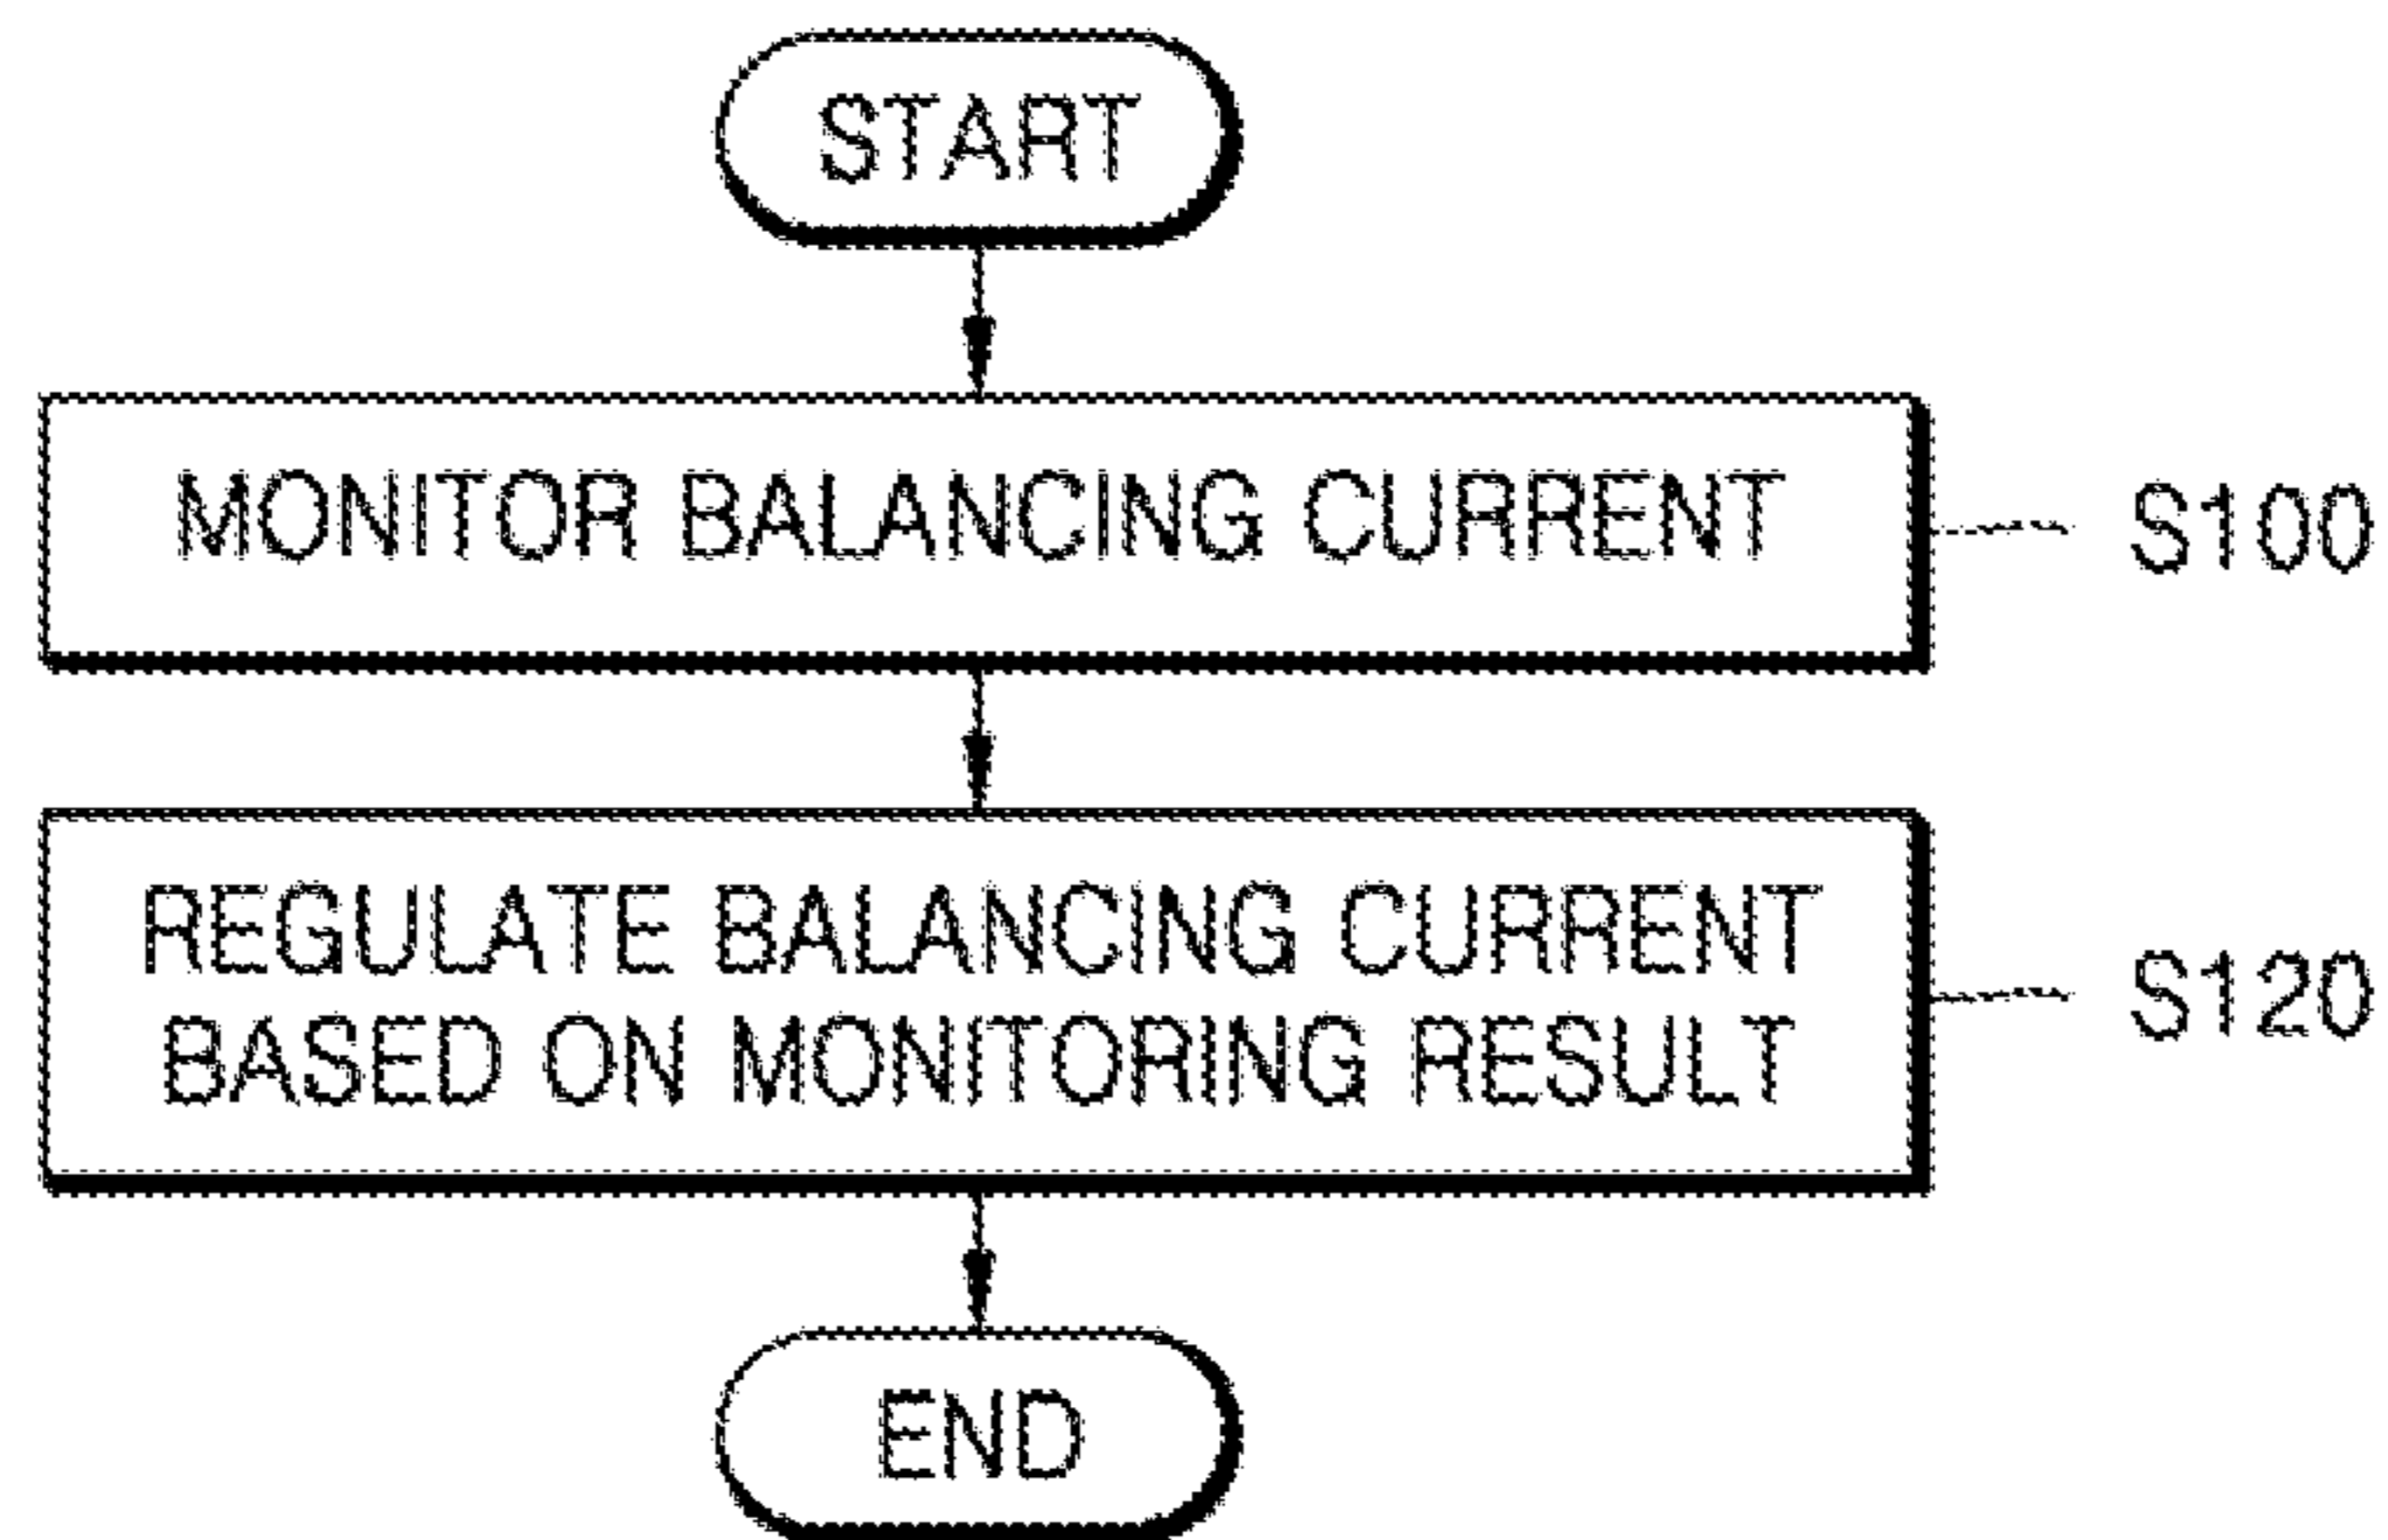 START
MONITOR BALANCING CURRENT
S100
REGULATE BALANCING CURRENT
BASED ON MONITORING RESULT
S120
END